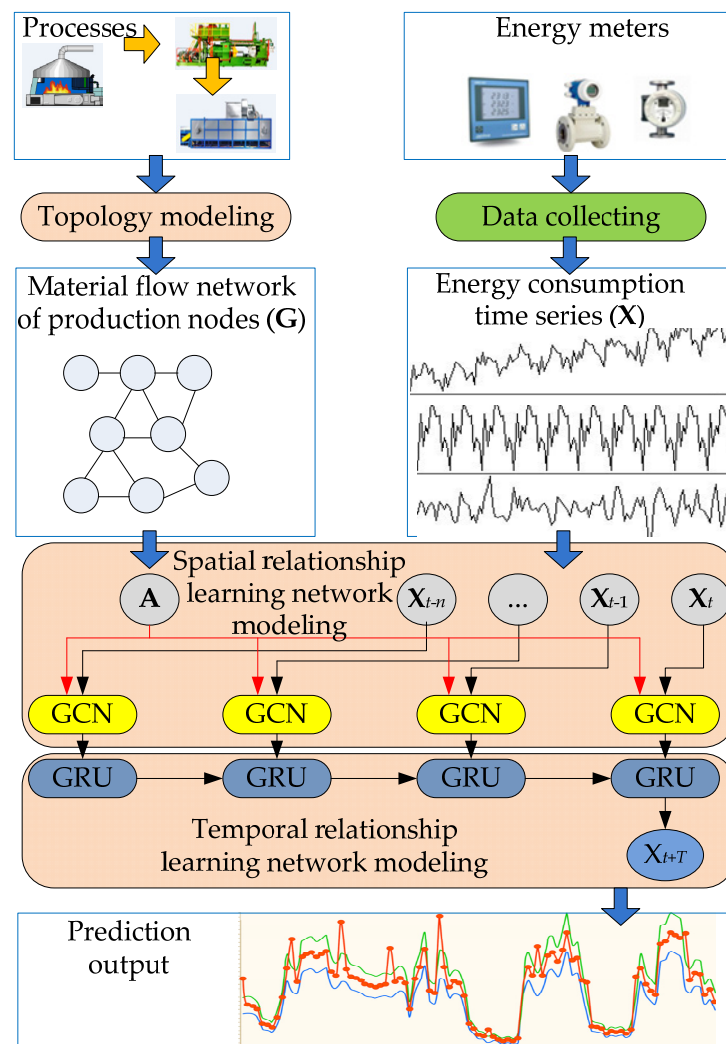 Processes
Energy meters
Topology modeling
Data collecting
Material flow network
of production nodes (G)
Energy consumption
time series (X)
Spatial relationship
learning network
modeling
A
Xt-n
...
Xt-1
Xt
GCN
GCN
GCN
GCN
GRU
GRU
GRU
GRU
Temporal relationship
learning network modeling
Xt+T
Prediction
output